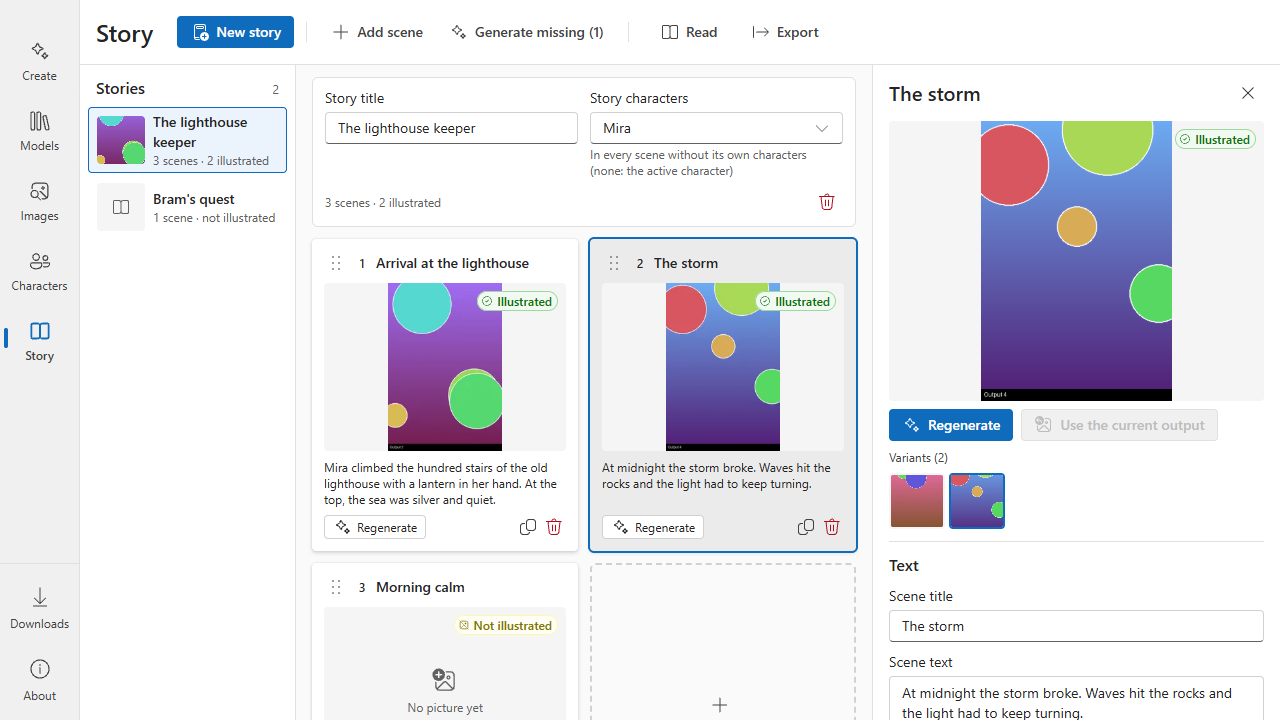 Create
Models
Images
Characters
Story
Downloads
About
Story
New story
Add scene
Generate missing (1)
Read
Export
Stories
2
The lighthouse
keeper
3 scenes · 2 illustrated
Bram's quest
1 scene · not illustrated
Story title
The lighthouse keeper
Story characters
Mira
In every scene without its own characters
(none: the active character)
3 scenes · 2 illustrated
1 Arrival at the lighthouse
Illustrated
Mira climbed the hundred stairs of the old
lighthouse with a lantern in her hand. At the
top, the sea was silver and quiet.
Regenerate
2 The storm
Illustrated
Output 4
At midnight the storm broke. Waves hit the
rocks and the light had to keep turning.
Regenerate
3 Morning calm
Not illustrated
No picture yet
The storm
Illustrated
Output 4
Regenerate
Use the current output
Variants (2)
Text
Scene title
The storm
Scene text
At midnight the storm broke. Waves hit the rocks and
the light had to keep turning.